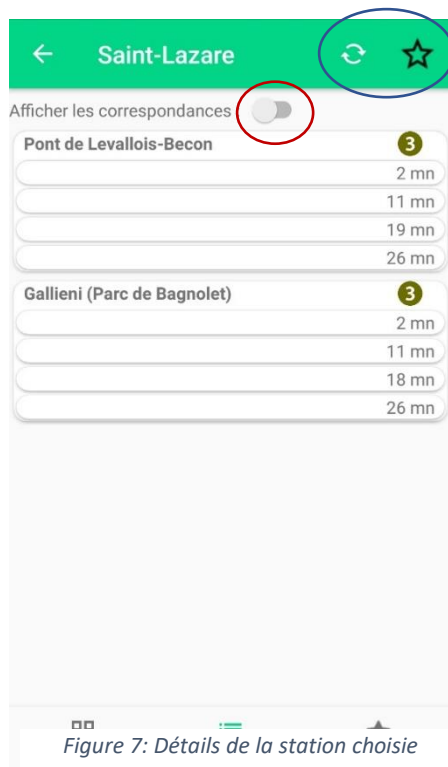 Saint-Lazare
Afficher les correspondances
Pont de Levallois-Becon 3
2 mn
11 mn
19 mn
26 mn
Gallieni (Parc de Bagnolet) 3
2 mn
11 mn
18 mn
26 mn
Figure 7: Détails de la station choisie